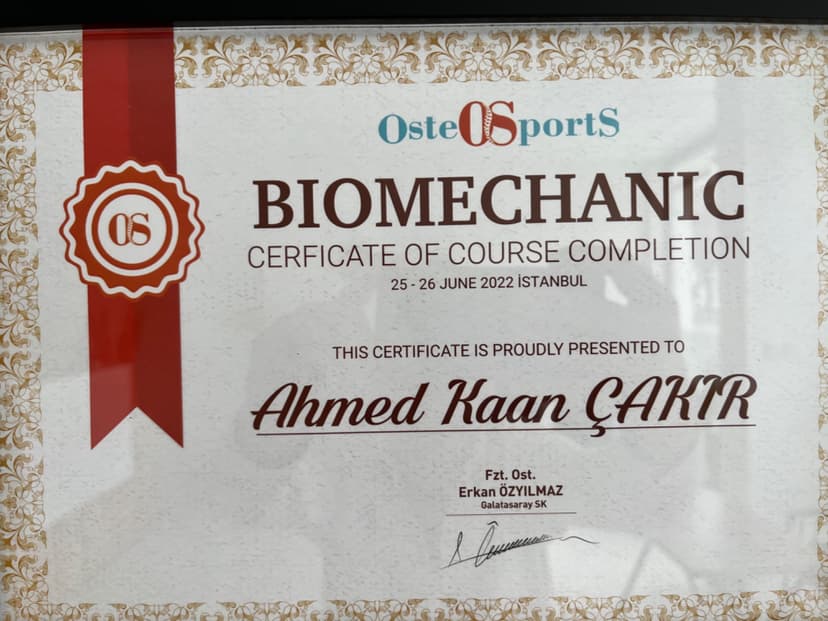 OsteOSportS
OS
BIOMECHANIC
CERFICATE OF COURSE COMPLETION
25 - 26 JUNE 2022 İSTANBUL
THIS CERTIFICATE IS PROUDLY PRESENTED TO
Ahmed Kaan ÇAKIR
Fzt. Ost.
Erkan ÖZYILMAZ
Galatasaray SK